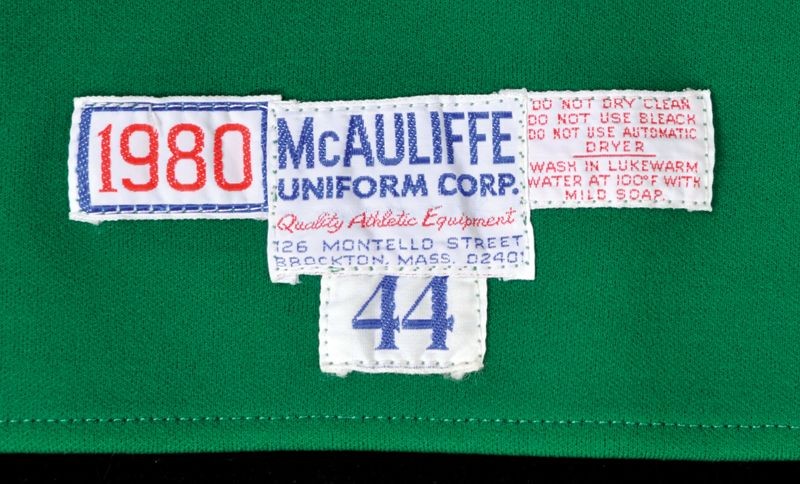 1980
McAULIFFE
UNIFORM CORP.
Quality Athletic Equipment
126 MONTELLO STREET
BROCKTON, MASS. 02401
DO NOT DRY CLEAN
DO NOT USE BLEACH
DO NOT USE AUTOMATIC
DRYER
WASH IN LUKEWARM
WATER AT 100°F WITH
MILD SOAP.
44